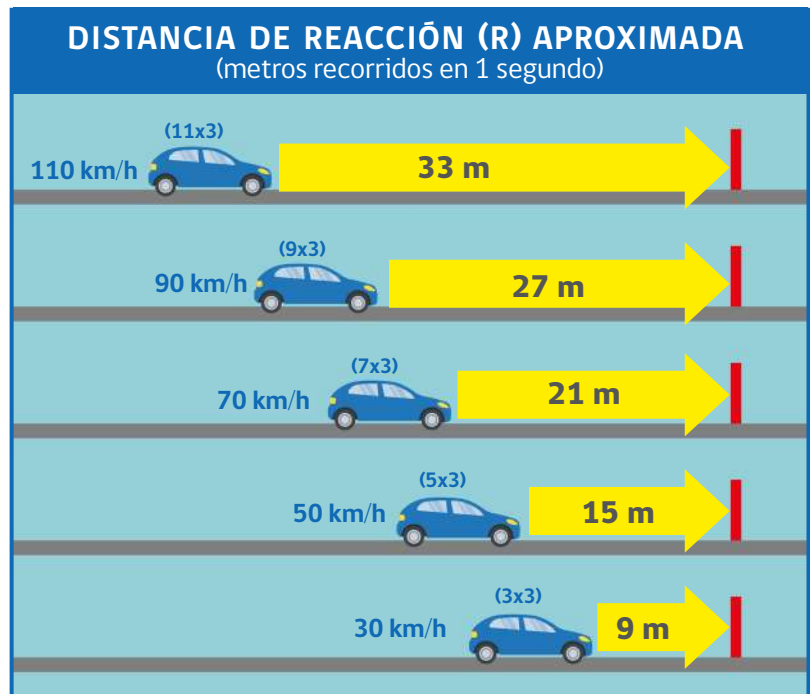 DISTANCIA DE REACCIÓN (R) APROXIMADA
(metros recorridos en 1 segundo)
(11x3)
110 km/h
33 m
(9x3)
90 km/h
27 m
(7x3)
70 km/h
21 m
(5x3)
50 km/h
15 m
(3x3)
30 km/h
9 m